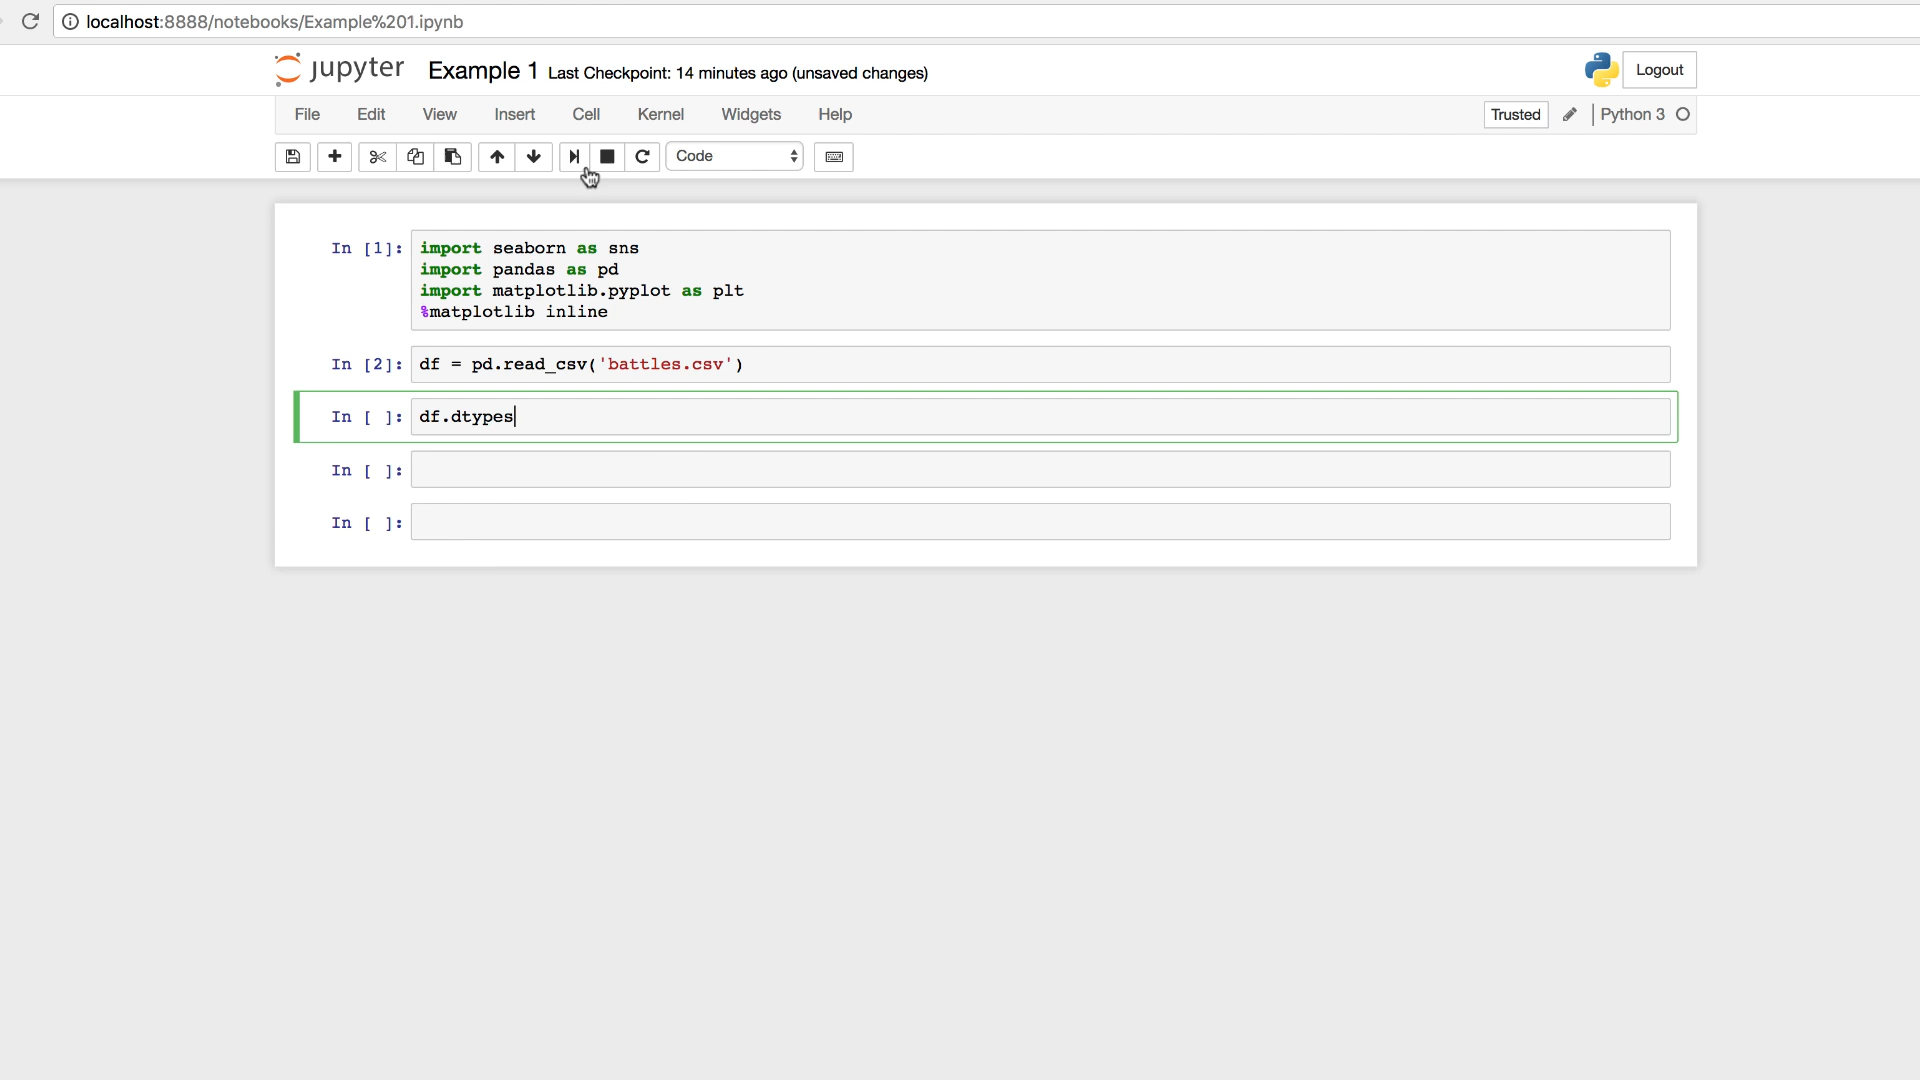 localhost:8888/notebooks/Example%201.ipynb
jupyter Example 1 Last Checkpoint: 14 minutes ago (unsaved changes) Logout
File Edit View Insert Cell Kernel Widgets Help Trusted Python 3
Code
In [1]: import seaborn as sns
import pandas as pd
import matplotlib.pyplot as plt
%matplotlib inline
In [2]: df = pd.read_csv('battles.csv')
In [ ]: df.dtypes
In [ ]:
In [ ]: